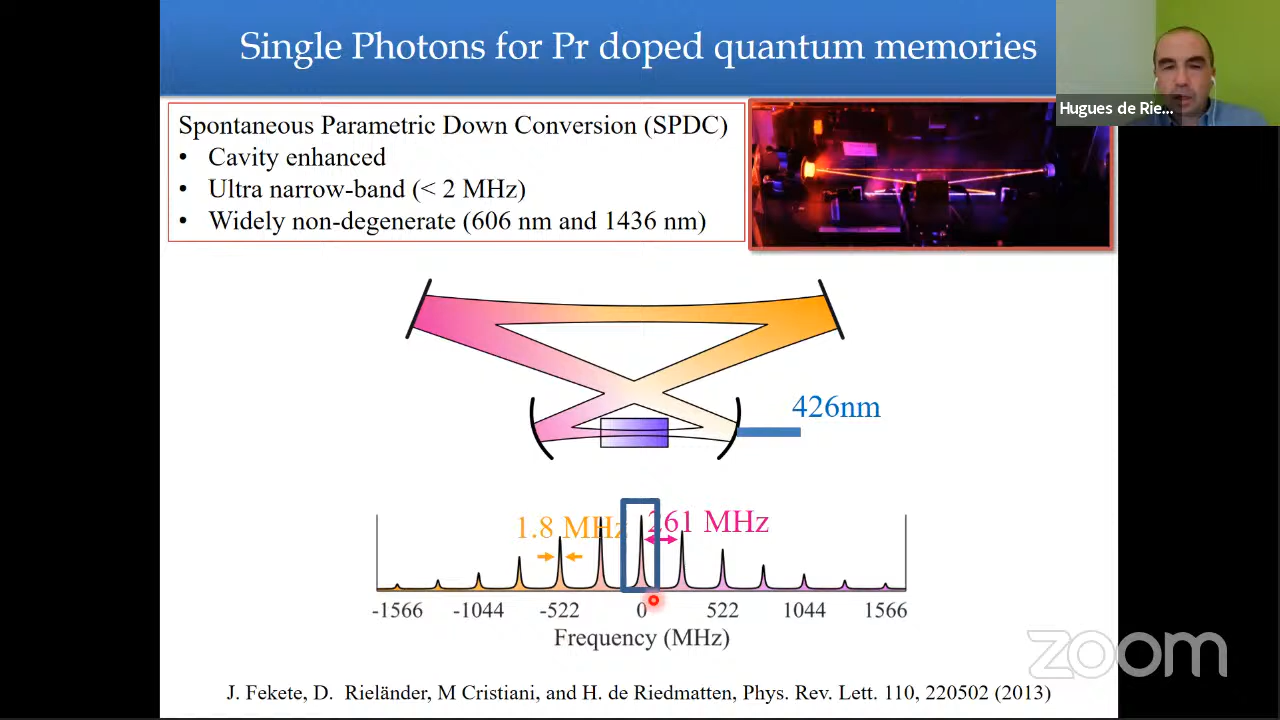 Single Photons for Pr doped quantum memories
Hugues de Rie...
Spontaneous Parametric Down Conversion (SPDC)
• Cavity enhanced
• Ultra narrow-band (< 2 MHz)
• Widely non-degenerate (606 nm and 1436 nm)
426nm
1.8 MHz
261 MHz
-1566 -1044 -522 0 522 1044 1566
Frequency (MHz)
zoom
J. Fekete, D. Rieländer, M Cristiani, and H. de Riedmatten, Phys. Rev. Lett. 110, 220502 (2013)